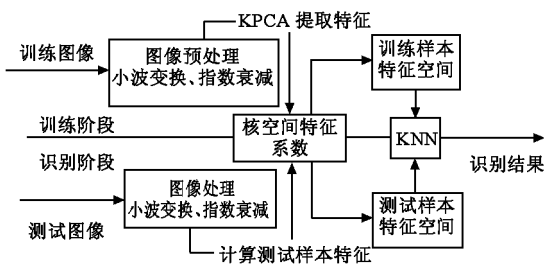 KPCA 提取特征
训练图像
图像预处理
小波变换、指数衰减
训练样本
特征空间
训练阶段
核空间特征
系数
KNN
识别阶段
识别结果
图像处理
小波变换、指数衰减
测试样本
特征空间
测试图像
计算测试样本特征